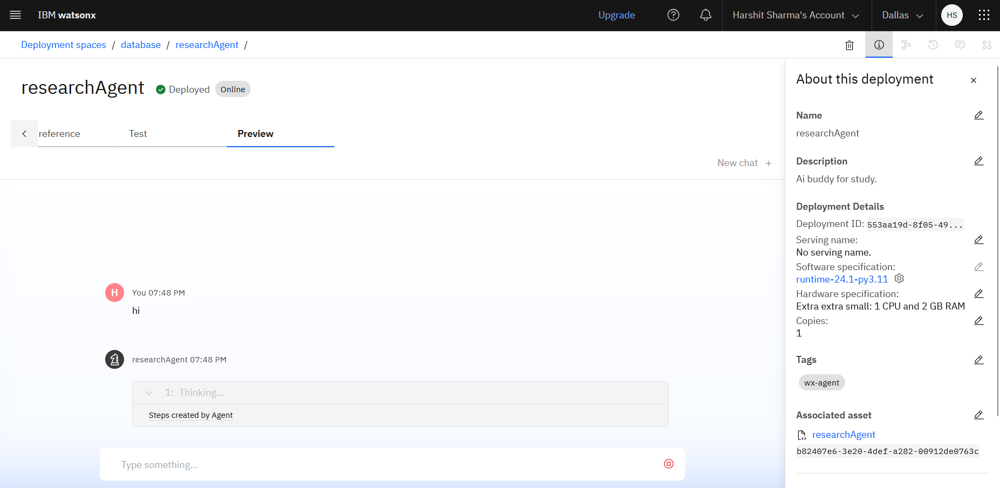 IBM watsonx
Upgrade
Harshit Sharma's Account
Dallas
HS
Deployment spaces / database / researchAgent /
researchAgent
Deployed
Online
reference
Test
Preview
New chat +
H
You 07:48 PM
hi
researchAgent 07:48 PM
1: Thinking...
Steps created by Agent
Type something...
About this deployment
Name
researchAgent
Description
Ai buddy for study.
Deployment Details
Deployment ID: 553aa19d-8f05-49...
Serving name:
No serving name.
Software specification:
runtime-24.1-py3.11
Hardware specification:
Extra extra small: 1 CPU and 2 GB RAM
Copies:
1
Tags
wx-agent
Associated asset
researchAgent
b82407e6-3e20-4def-a282-00912de0763c